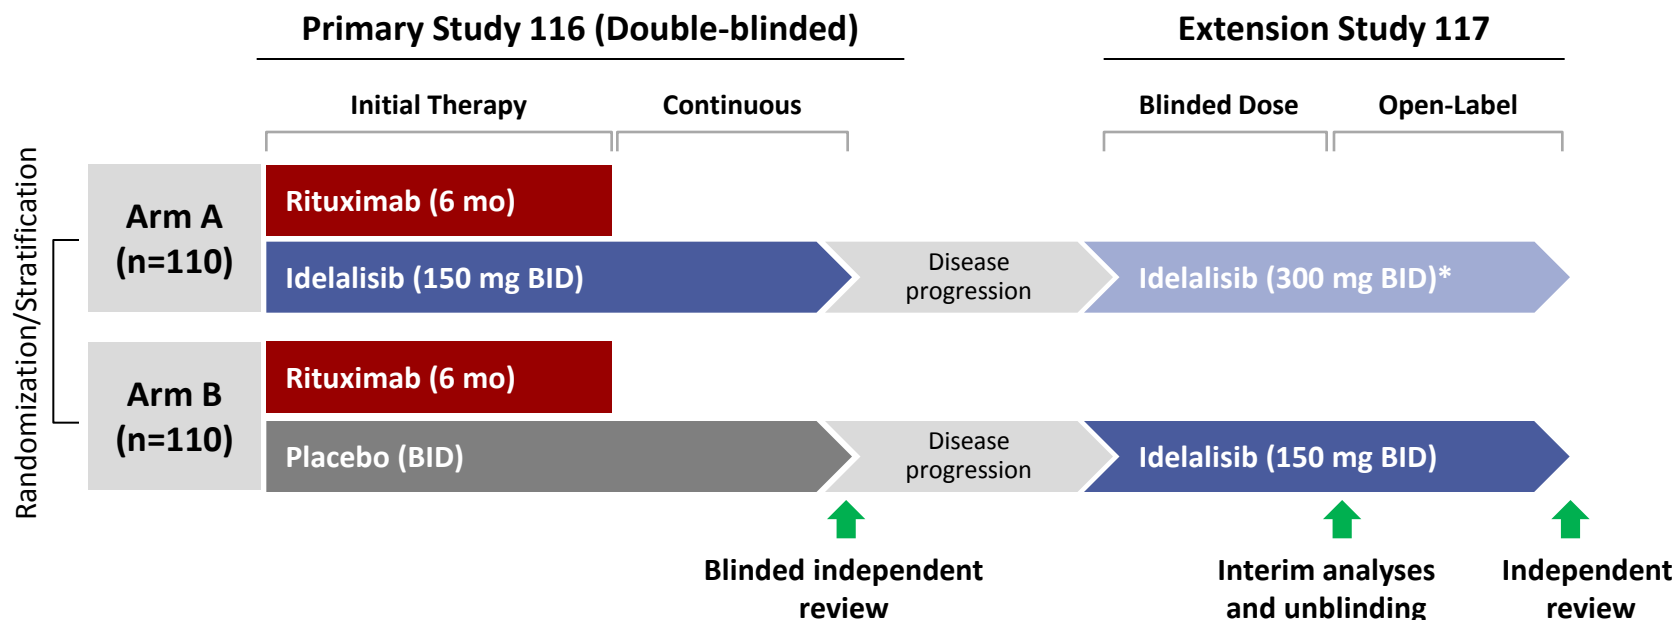 Primary Study 116 (Double-blinded)
Extension Study 117
Initial Therapy
Continuous
Blinded Dose
Open-Label
Randomization/Stratification
Arm A
(n=110)
Rituximab (6 mo)
Idelalisib (150 mg BID)
Disease
progression
Idelalisib (300 mg BID)*
Arm B
(n=110)
Rituximab (6 mo)
Placebo (BID)
Disease
progression
Idelalisib (150 mg BID)
Blinded independent
review
Interim analyses
and unblinding
Independent
review